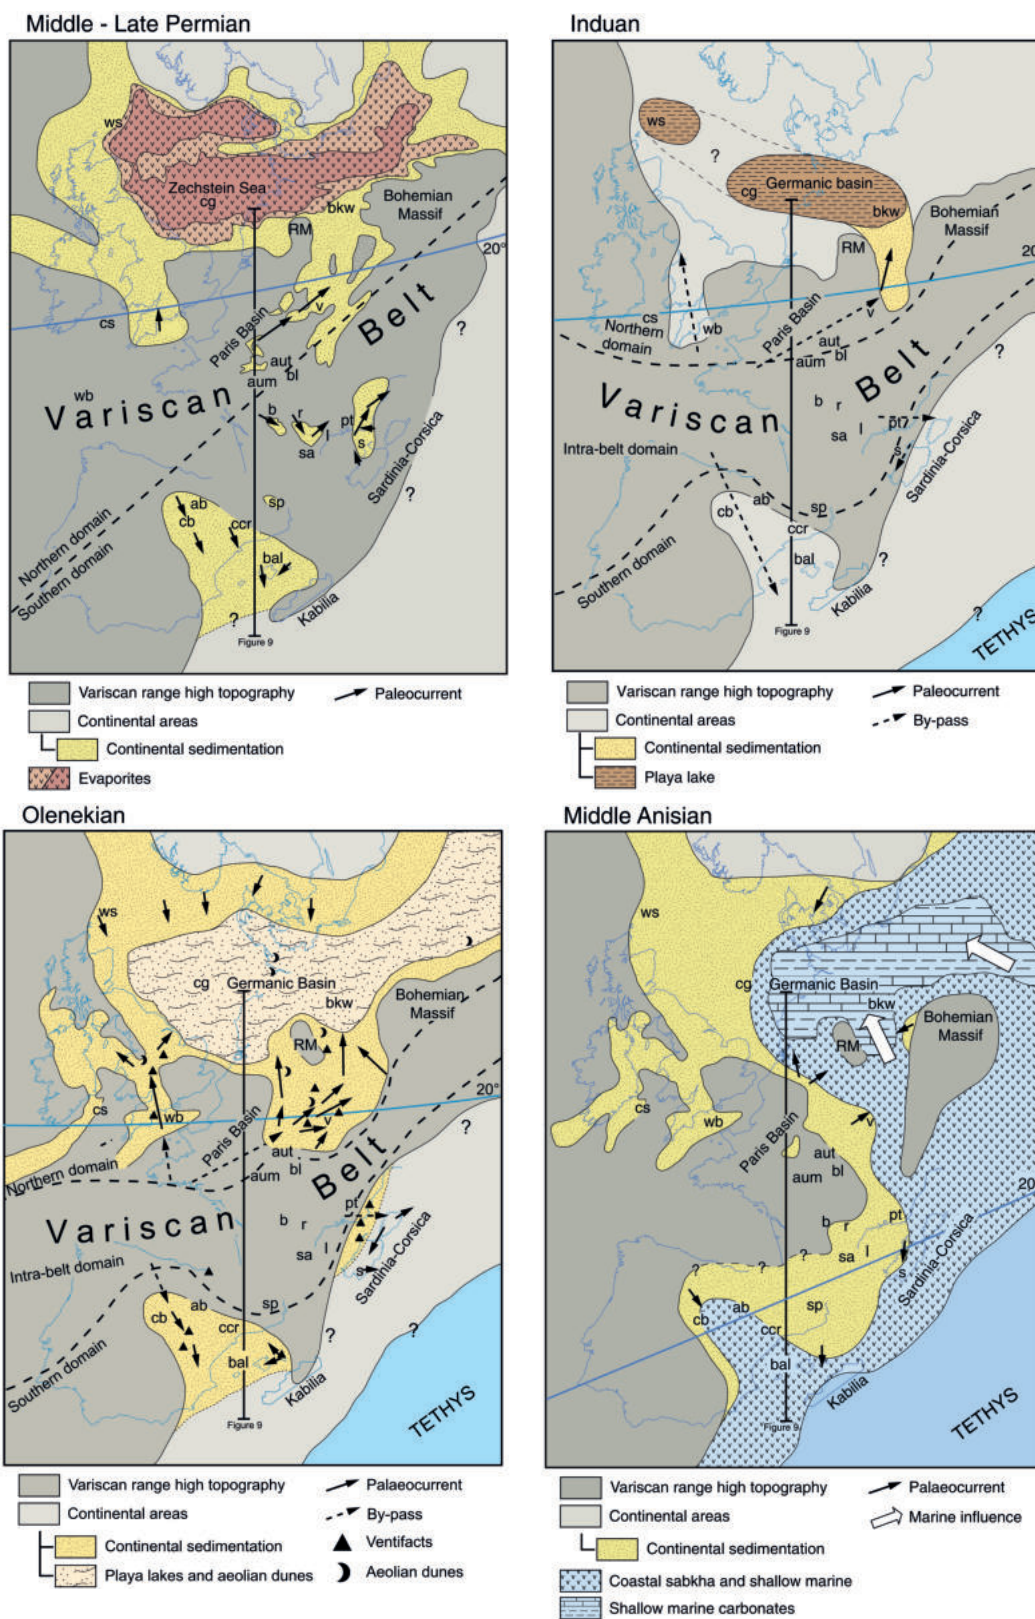 Middle - Late Permian
ws
Zechstein Sea
cg
bkw
Bohemian
Massif
RM
20°
cs
Paris Basin
v
Belt
?
aut
bl
aum
wb
Variscan
b
r
l
pt
s
sa
Sardinia-Corsica
?
ab
sp
cb
ccr
bal
Northern domain
Southern domain
?
Kabilia
Figure 9
Variscan range high topography
Paleocurrent
Continental areas
Continental sedimentation
Evaporites
Induan
ws
?
cg
Germanic basin
bkw
Bohemian
Massif
RM
20
cs
Northern
domain
wb
Paris Basin
v
aut
bl
aum
Belt
?
Variscan
b
r
l
pt?
sa
s
Intra-belt domain
Sardinia-Corsica
cb
ab
sp
ccr
bal
?
Southern domain
Kabilia
Figure 9
?
TETHYS
Variscan range high topography
Paleocurrent
Continental areas
By-pass
Continental sedimentation
Playa lake
Olenekian
ws
cg
Germanic Basin
bkw
Bohemian
Massif
RM
20°
cs
wb
Paris Basin
v
?
aut
bl
aum
Northern domain
Belt
Variscan
b
r
pt
sa
l
s
Intra-belt domain
Sardinia-Corsica
cb
ab
sp
ccr
bal
?
?
Southern domain
Kabilia
Figure 9
TETHYS
Variscan range high topography
Palaeocurrent
Continental areas
By-pass
Continental sedimentation
Ventifacts
Playa lakes and aeolian dunes
Aeolian dunes
Middle Anisian
ws
cg
Germanic Basin
bkw
Bohemian
Massif
RM
cs
wb
Paris Basin
v
aut
bl
aum
20
b
r
pt
sa
l
s
?
?
?
Sardinia-Corsica
cb
ab
sp
ccr
bal
Kabilia
Figure 9
TETHYS
Variscan range high topography
Palaeocurrent
Continental areas
Marine influence
Continental sedimentation
Coastal sabkha and shallow marine
Shallow marine carbonates